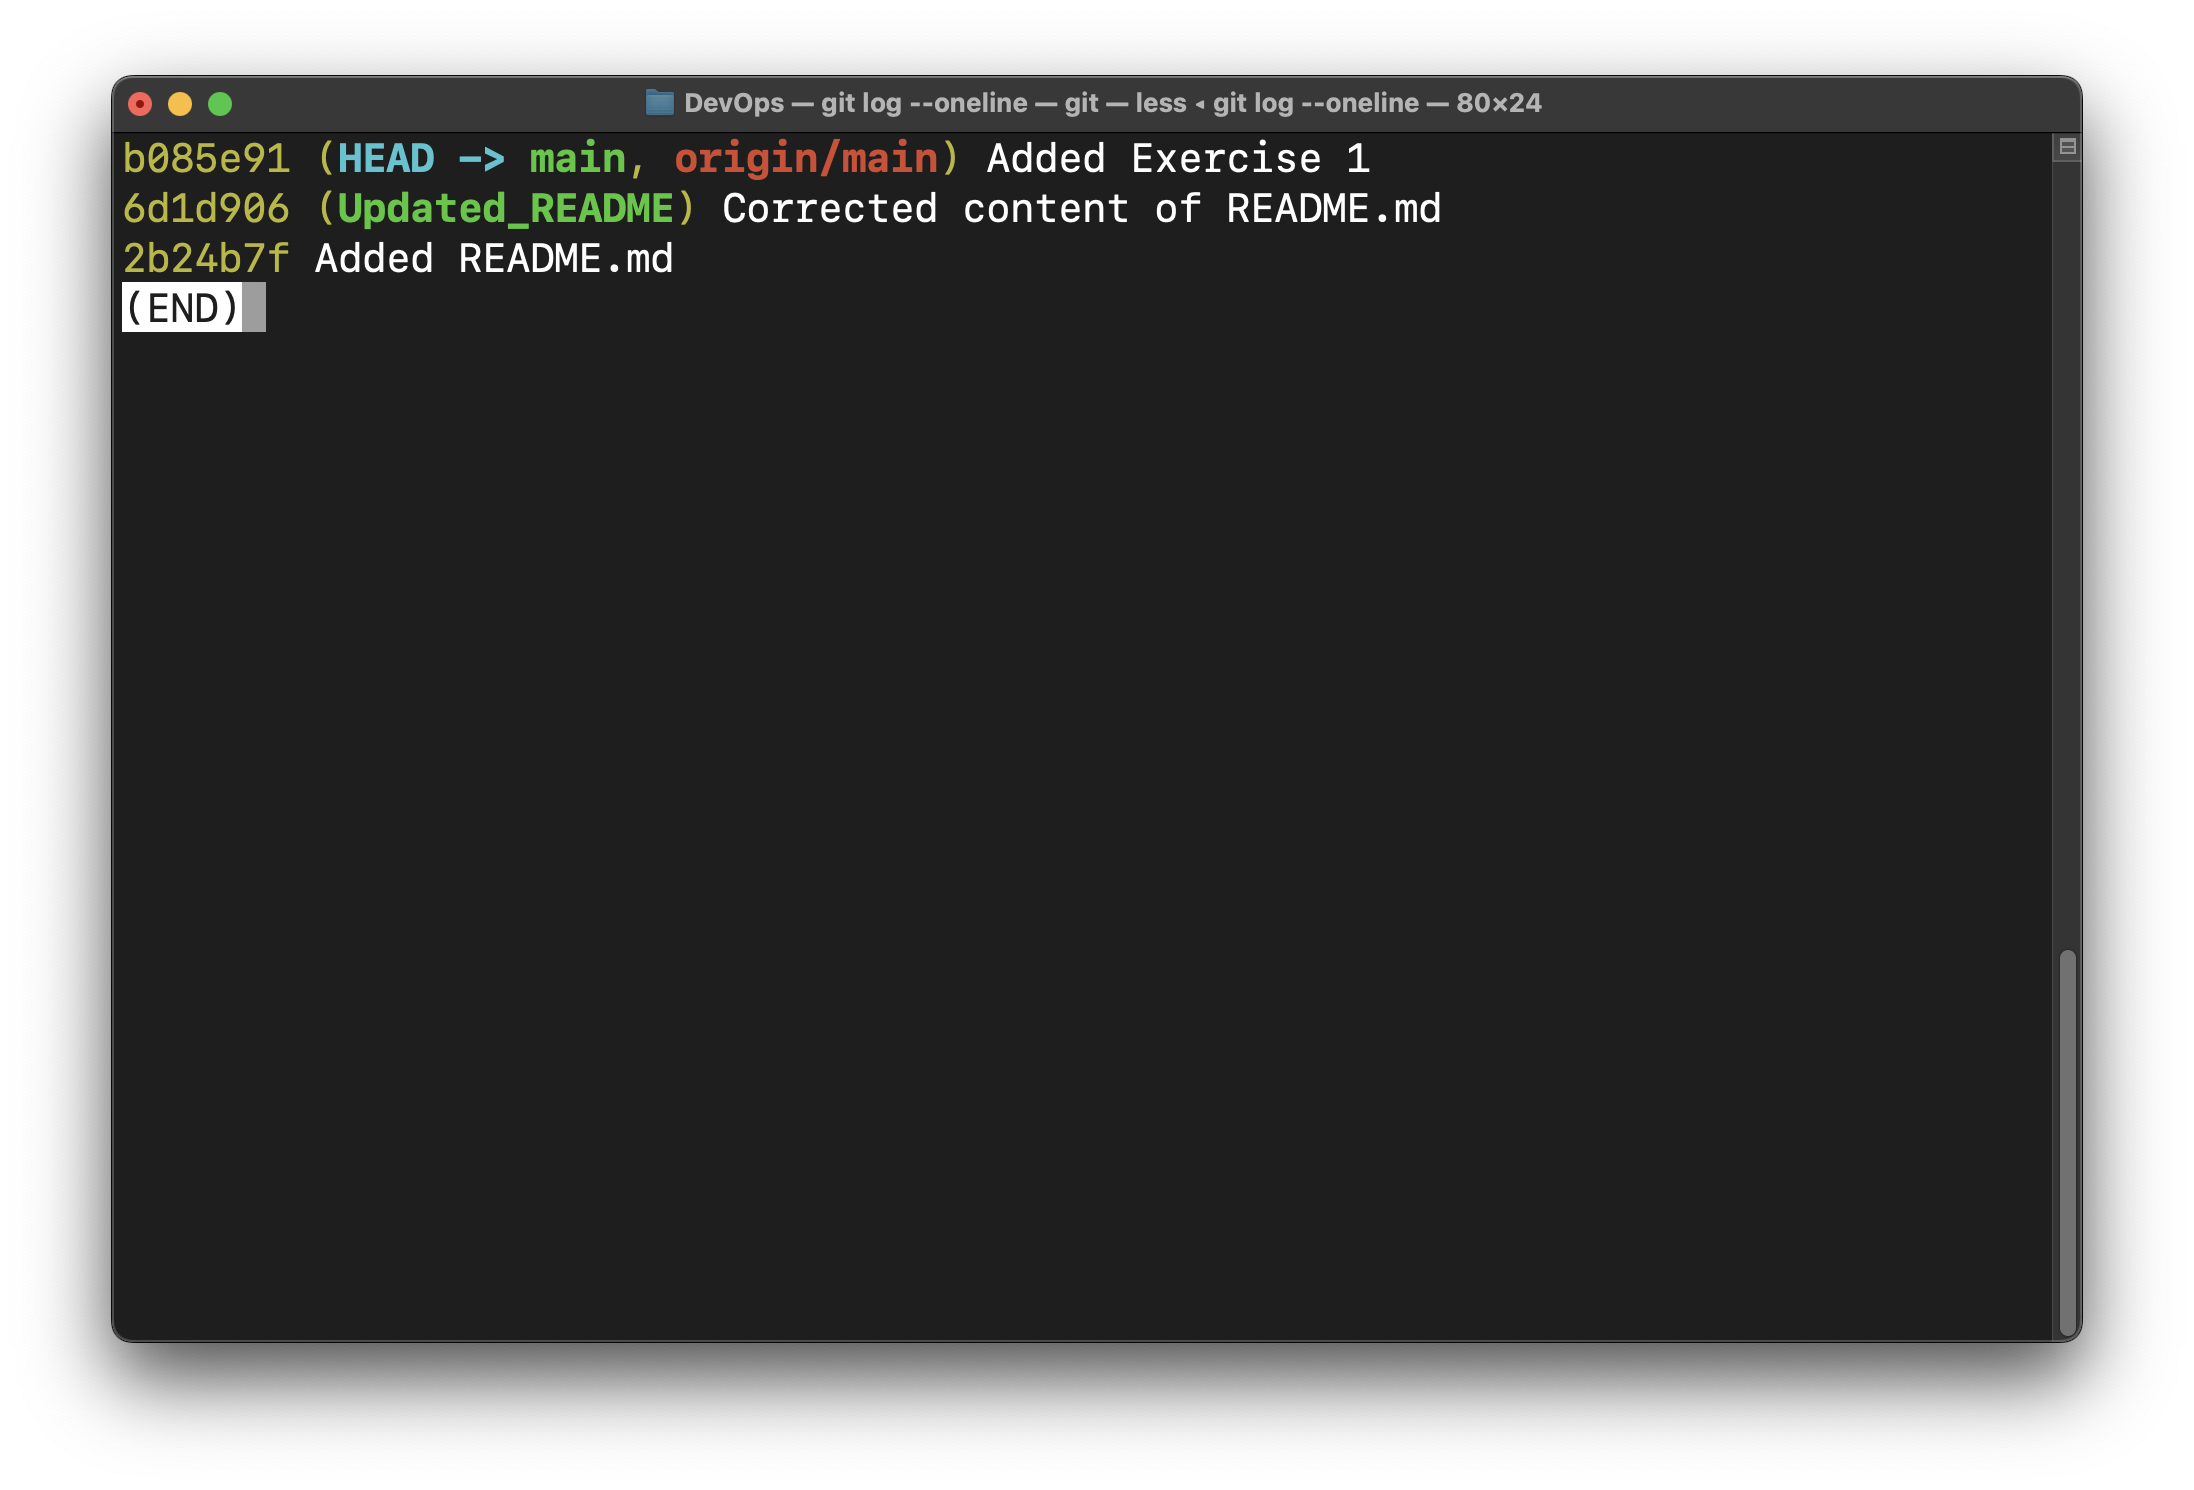 DevOps — git log --oneline — git — less ◂ git log --oneline — 80×24
b085e91 (HEAD -> main, origin/main) Added Exercise 1
6d1d906 (Updated_README) Corrected content of README.md
2b24b7f Added README.md
(END)